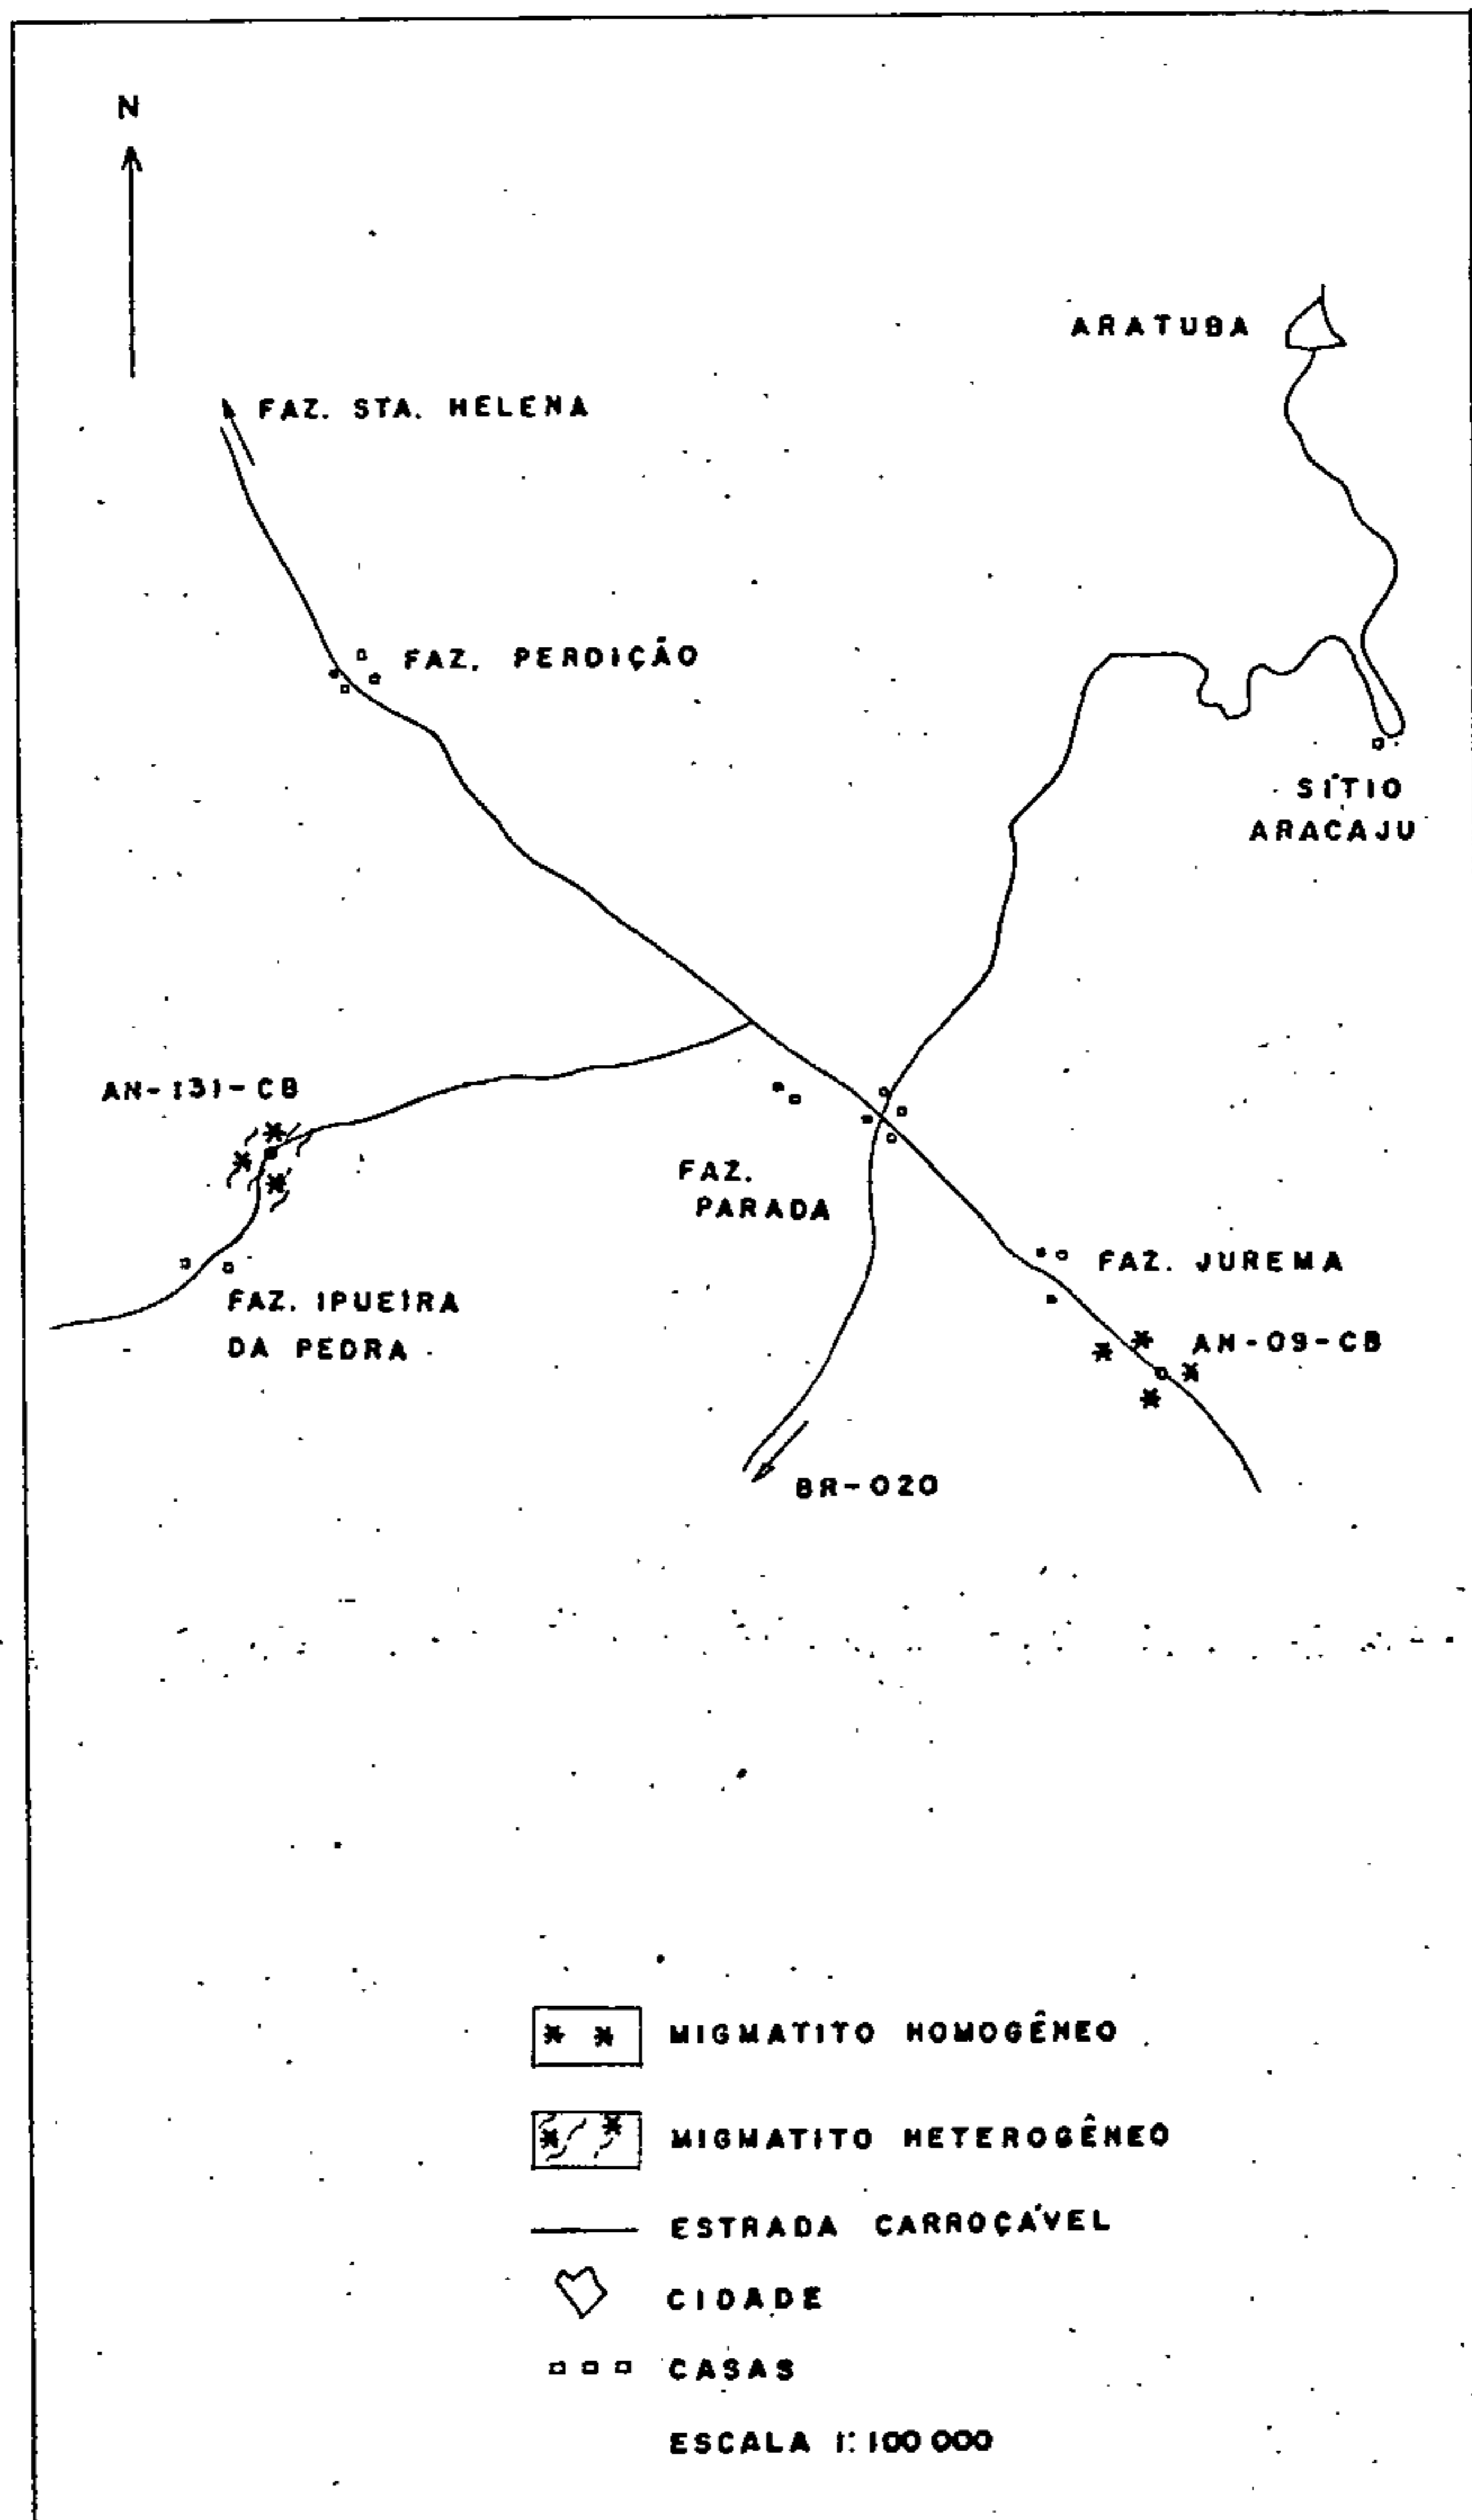 N
ARATUBA
FAZ. STA. HELENA
FAZ. PERDIÇÃO
SÍTIO
ARACAJU
AN-131-CB
FAZ.
PARADA
FAZ. JUREMA
FAZ. IPUEIRA
DA PEDRA
AN-09-CB
BR-020
MIGMATITO HOMOGÊNEO
MIGMATITO HETEROGÊNEO
ESTRADA CARROÇÁVEL
CIDADE
CASAS
ESCALA 1:100 000